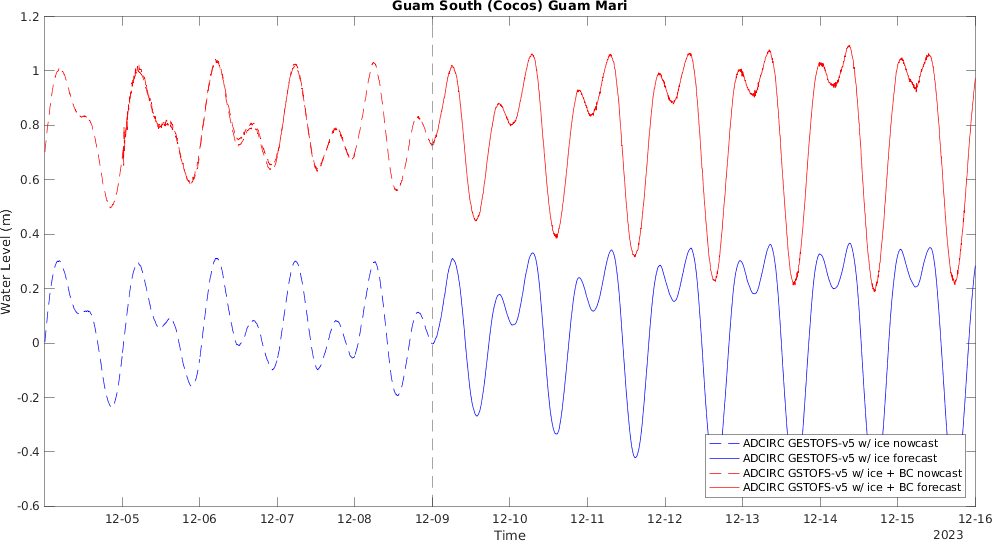 Guam South (Cocos) Guam Mari
1.2
1
0.8
0.6
0.4
0.2
0
-0.2
-0.4
-0.6
Water Level (m)
ADCIRC GESTOFS-v5 w/ ice nowcast
ADCIRC GESTOFS-v5 w/ ice forecast
ADCIRC GSTOFS-v5 w/ ice + BC nowcast
ADCIRC GSTOFS-v5 w/ ice + BC forecast
12-05 12-06 12-07 12-08 12-09 12-10 12-11 12-12 12-13 12-14 12-15 12-16
Time
2023